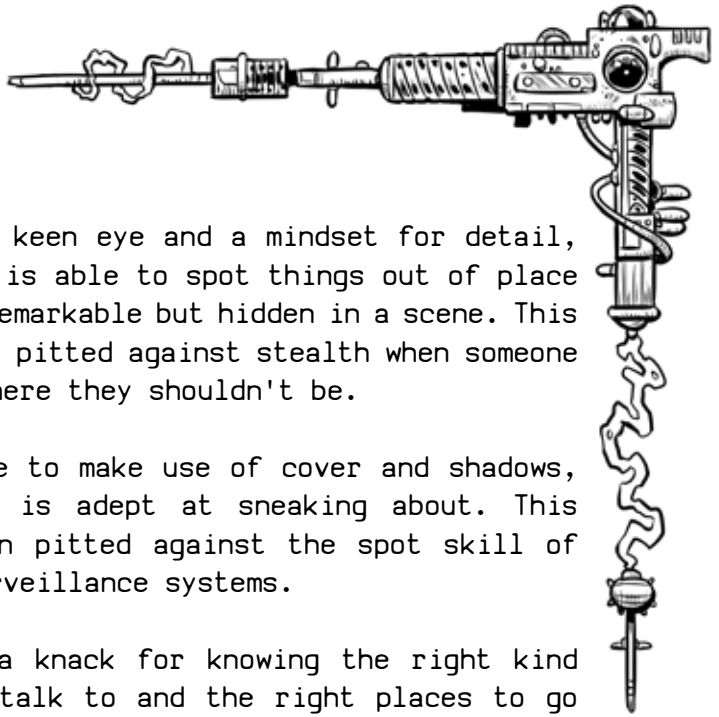 keen eye and a mindset for detail,
is able to spot things out of place
emarkable but hidden in a scene. This
pitted against stealth when someone
here they shouldn't be.
e to make use of cover and shadows,
is adept at sneaking about. This
n pitted against the spot skill of
rveillance systems.
a knack for knowing the right kind
talk to and the right places to go